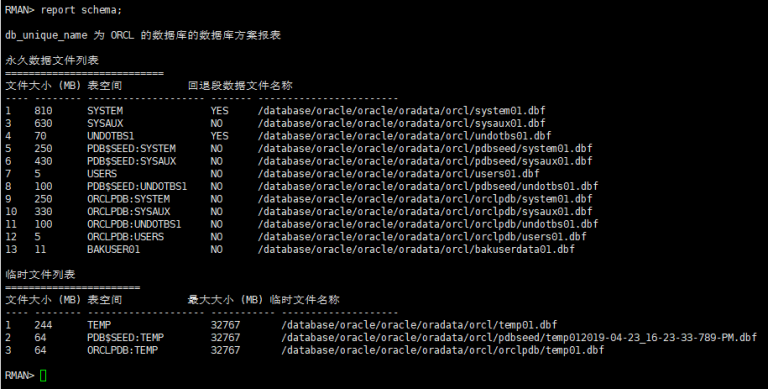 RMAN> report schema;
db_unique_name 为 ORCL 的数据库的数据库方案报表
永久数据文件列表
===========================
文件大小 (MB) 表空间 回退段数据文件名称
---- -------- -------------------- ------- ------------------------
1 810 SYSTEM YES /database/oracle/oracle/oradata/orcl/system01.dbf
3 630 SYSAUX NO /database/oracle/oracle/oradata/orcl/sysaux01.dbf
4 70 UNDOTBS1 YES /database/oracle/oracle/oradata/orcl/undotbs01.dbf
5 250 PDB$SEED:SYSTEM NO /database/oracle/oracle/oradata/orcl/pdbseed/system01.dbf
6 430 PDB$SEED:SYSAUX NO /database/oracle/oracle/oradata/orcl/pdbseed/sysaux01.dbf
7 5 USERS NO /database/oracle/oracle/oradata/orcl/users01.dbf
8 100 PDB$SEED:UNDOTBS1 NO /database/oracle/oracle/oradata/orcl/pdbseed/undotbs01.dbf
9 250 ORCLPDB:SYSTEM NO /database/oracle/oracle/oradata/orcl/orclpdb/system01.dbf
10 330 ORCLPDB:SYSAUX NO /database/oracle/oracle/oradata/orcl/orclpdb/sysaux01.dbf
11 100 ORCLPDB:UNDOTBS1 NO /database/oracle/oracle/oradata/orcl/orclpdb/undotbs01.dbf
12 5 ORCLPDB:USERS NO /database/oracle/oracle/oradata/orcl/orclpdb/users01.dbf
13 11 BAKUSER01 NO /database/oracle/oracle/oradata/orcl/bakuserdata01.dbf
临时文件列表
=======================
文件大小 (MB) 表空间 最大大小 (MB) 临时文件名称
---- -------- -------------------- ----------- --------------------
1 244 TEMP 32767 /database/oracle/oracle/oradata/orcl/temp01.dbf
2 64 PDB$SEED:TEMP 32767 /database/oracle/oracle/oradata/orcl/pdbseed/temp012019-04-23_16-23-33-789-PM.dbf
3 64 ORCLPDB:TEMP 32767 /database/oracle/oracle/oradata/orcl/orclpdb/temp01.dbf
RMAN>